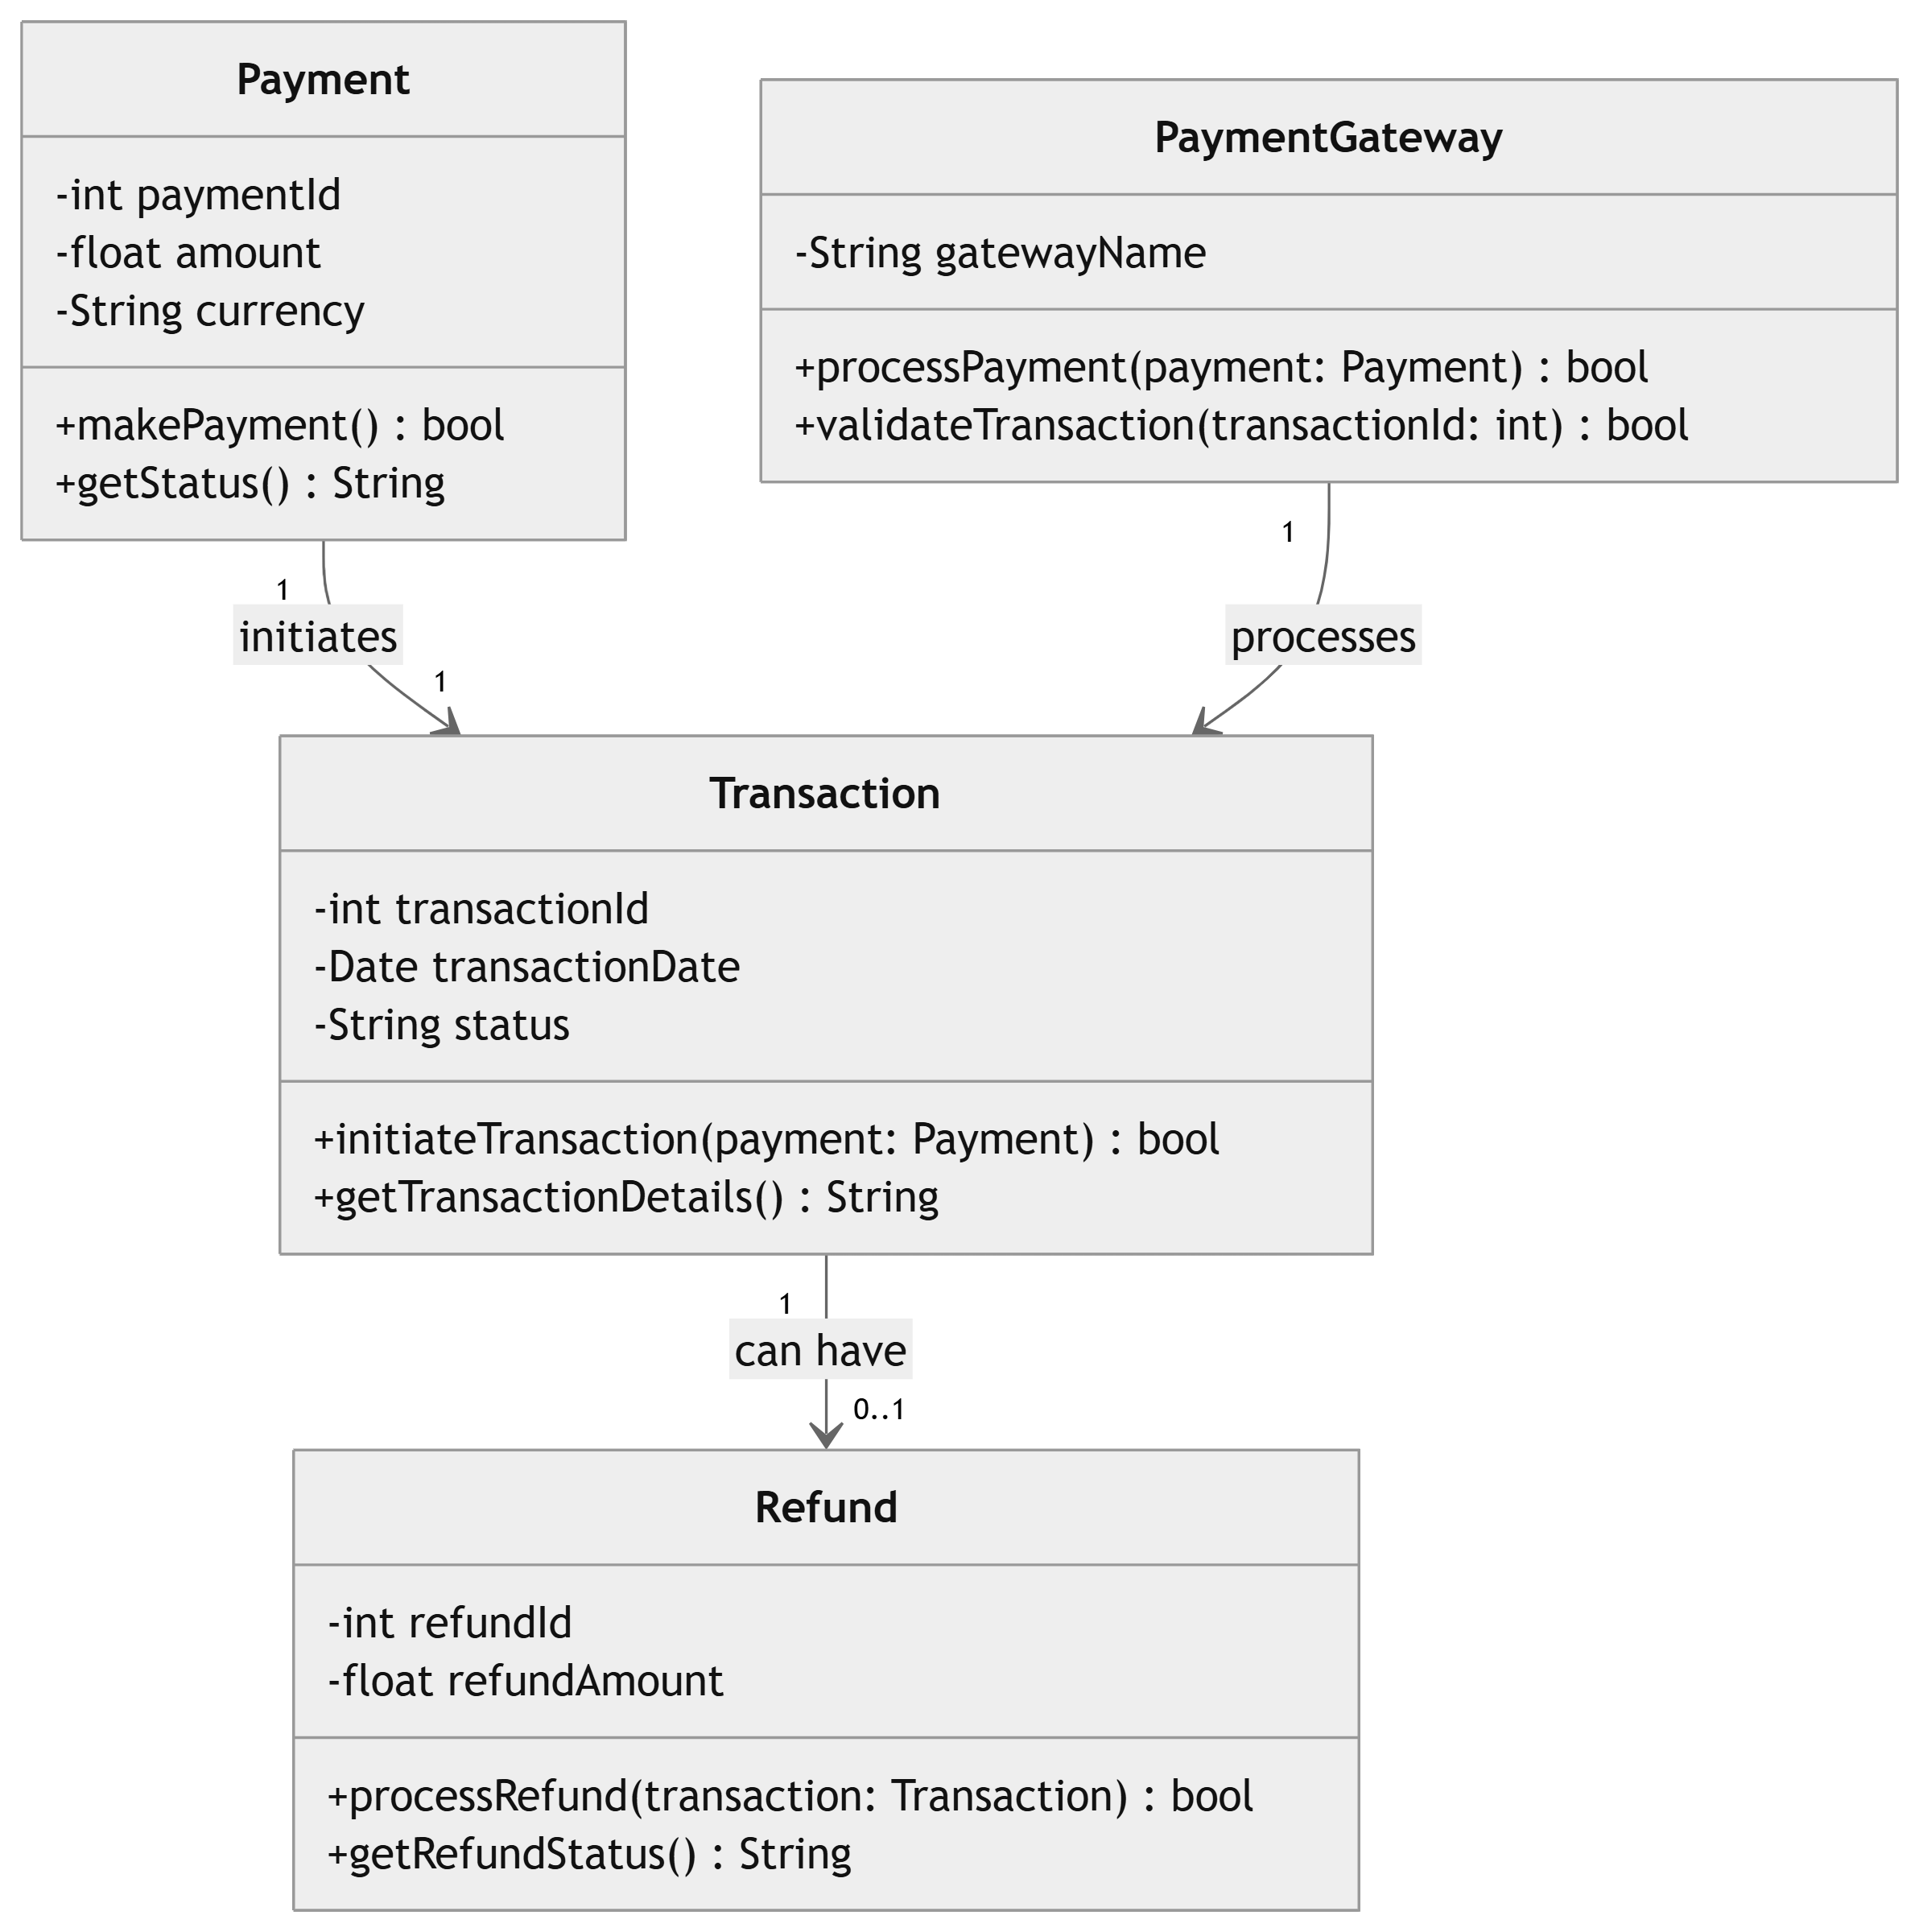 Payment
-int paymentId
-float amount
-String currency
+makePayment() : bool
+getStatus() : String
PaymentGateway
-String gatewayName
+processPayment(payment: Payment) : bool
+validateTransaction(transactionId: int) : bool
1
initiates
1
1
processes
Transaction
-int transactionId
-Date transactionDate
-String status
+initiateTransaction(payment: Payment) : bool
+getTransactionDetails() : String
1
can have
0..1
Refund
-int refundId
-float refundAmount
+processRefund(transaction: Transaction) : bool
+getRefundStatus() : String